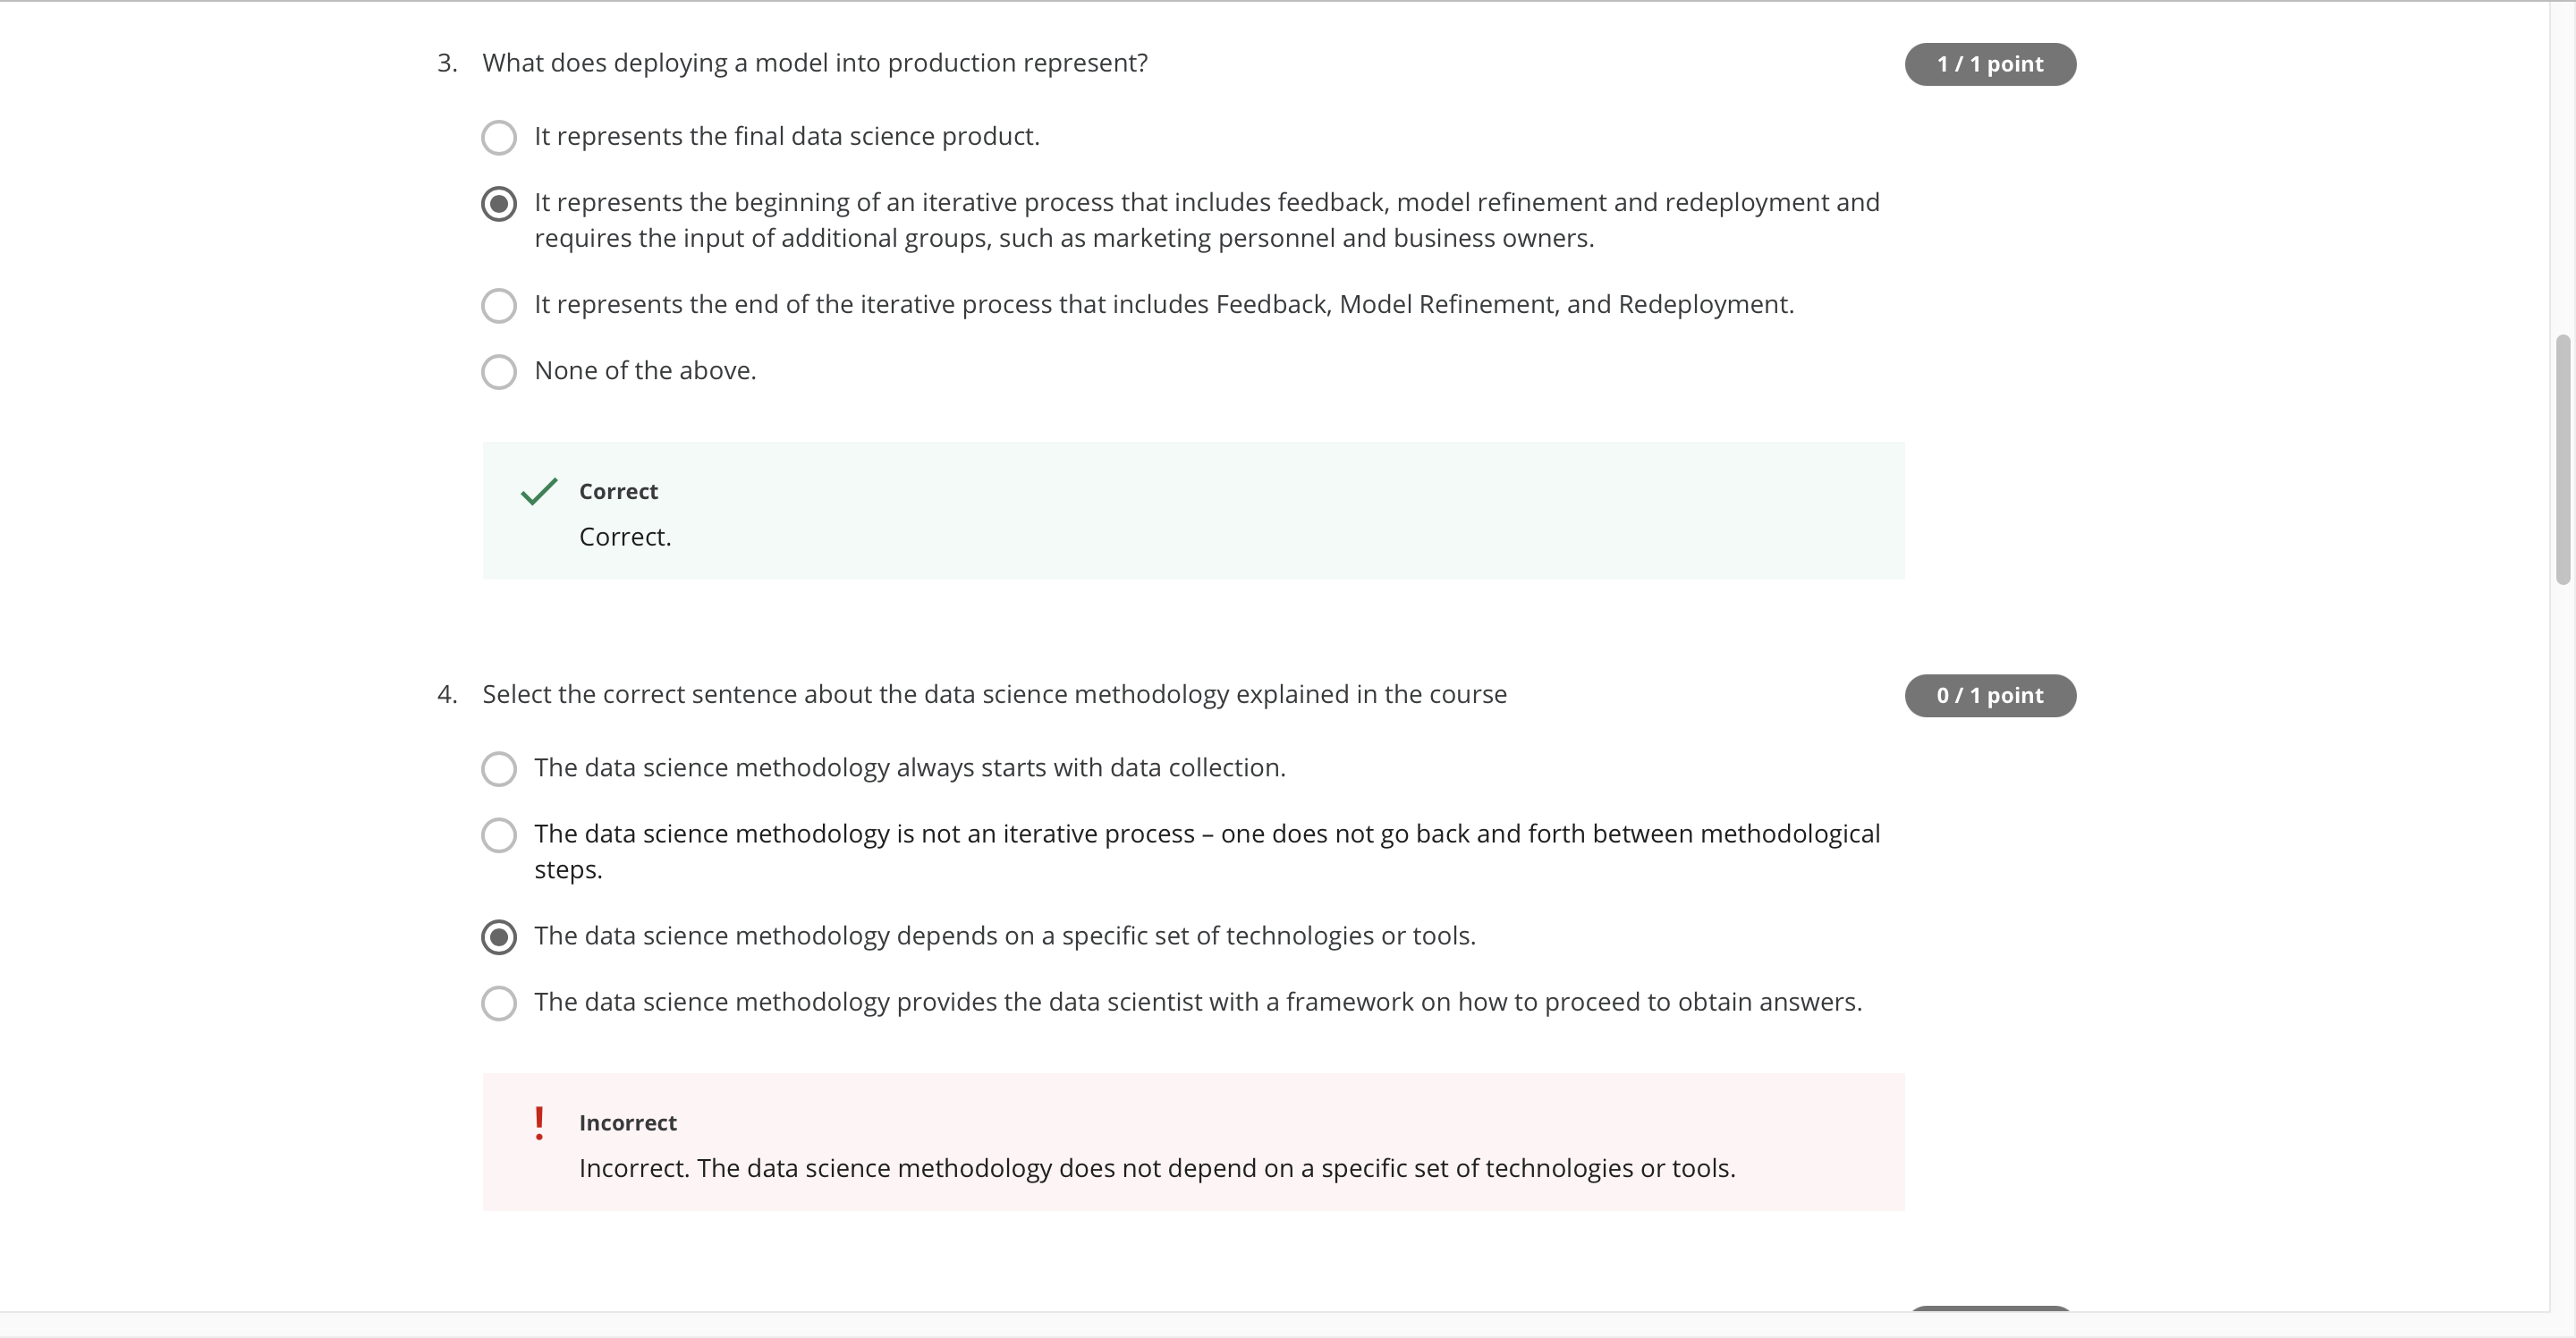 3. What does deploying a model into production represent?
1 / 1 point
It represents the final data science product.
It represents the beginning of an iterative process that includes feedback, model refinement and redeployment and
requires the input of additional groups, such as marketing personnel and business owners.
It represents the end of the iterative process that includes Feedback, Model Refinement, and Redeployment.
None of the above.
Correct
Correct.
4. Select the correct sentence about the data science methodology explained in the course
0 / 1 point
The data science methodology always starts with data collection.
The data science methodology is not an iterative process – one does not go back and forth between methodological
steps.
The data science methodology depends on a specific set of technologies or tools.
The data science methodology provides the data scientist with a framework on how to proceed to obtain answers.
Incorrect
Incorrect. The data science methodology does not depend on a specific set of technologies or tools.